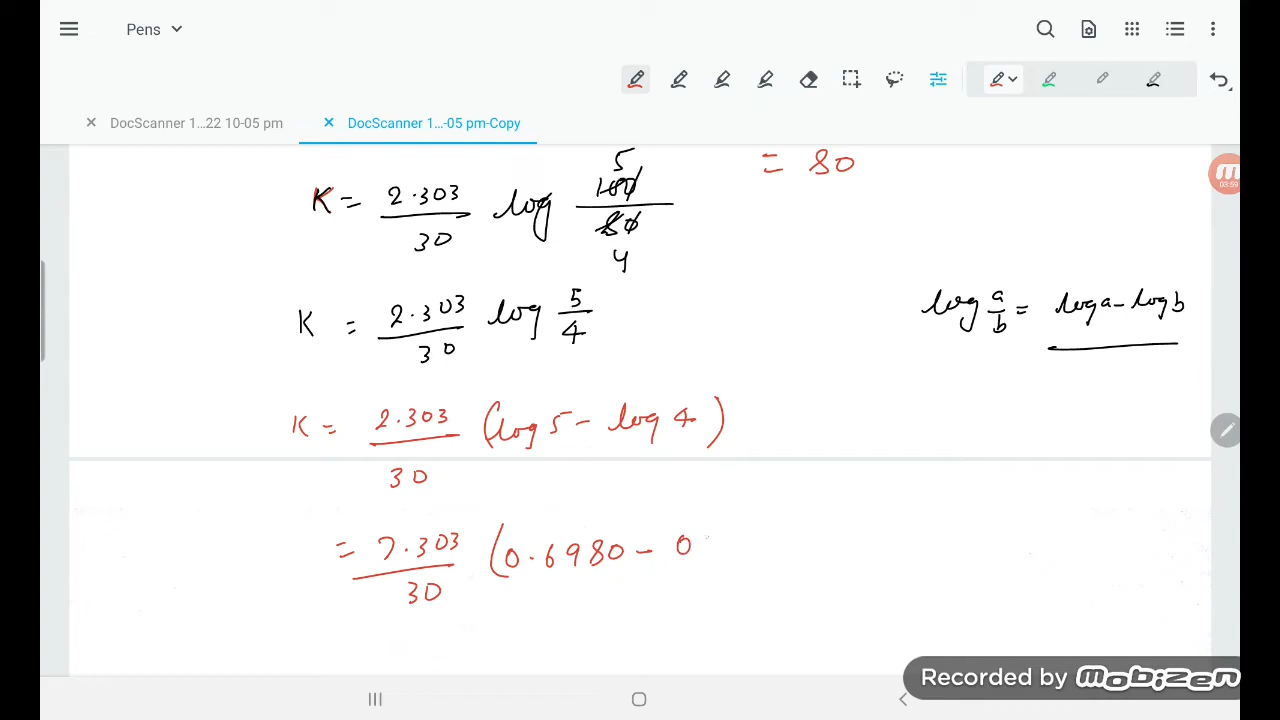 Pens
DocScanner 1...22 10-05 pm
DocScanner 1...-05 pm-Copy
= 80
03:59
K = 2.303/30 log 5 100/80 4
K = 2.303/30 log 5/4
log a/b = log a - log b
K = 2.303/30 (log 5 - log 4)
= 2.303/30 (0.6980 - 0
Recorded by mobizen